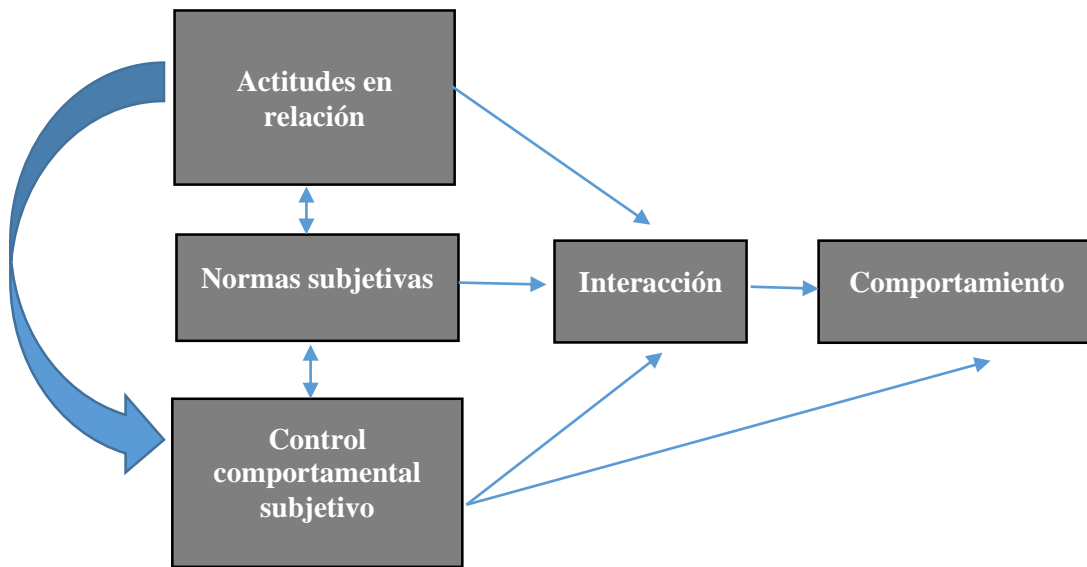 Actitudes en
relación
Normas subjetivas
Interacción
Comportamiento
Control
comportamental
subjetivo